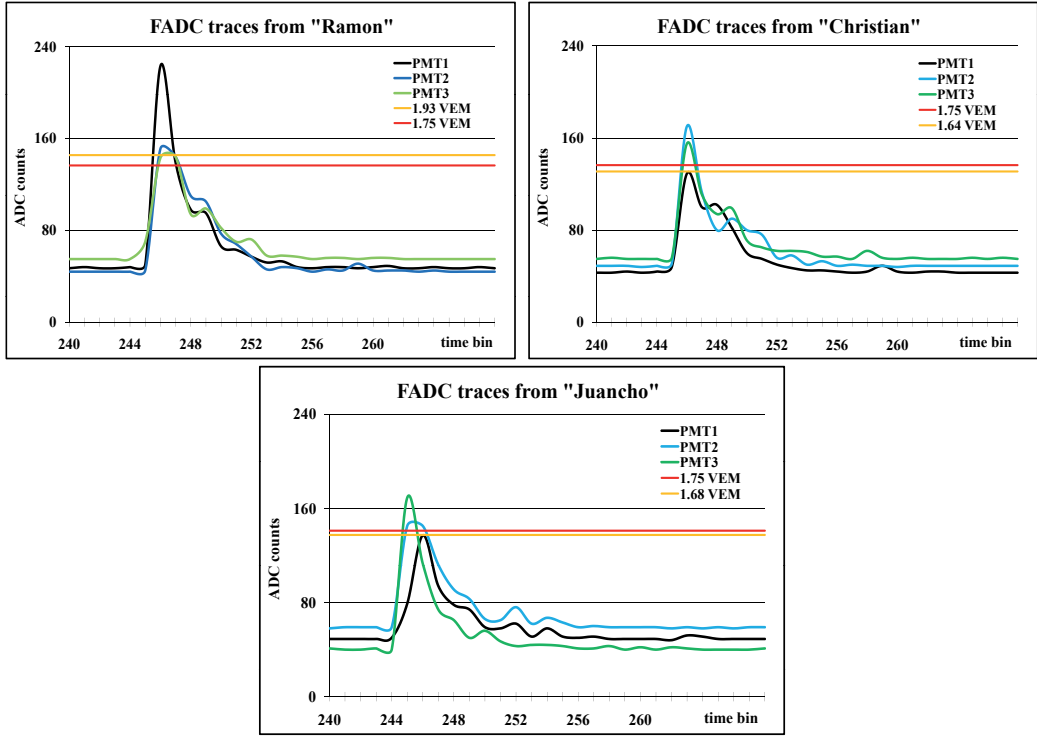 FADC traces from "Ramon"
240
160
80
0
ADC counts
PMT1
PMT2
PMT3
1.93 VEM
1.75 VEM
240 244 248 252 256 260 time bin
FADC traces from "Christian"
240
160
80
0
ADC counts
PMT1
PMT2
PMT3
1.75 VEM
1.64 VEM
240 244 248 252 256 260 time bin
FADC traces from "Juancho"
240
160
80
0
ADC counts
PMT1
PMT2
PMT3
1.75 VEM
1.68 VEM
240 244 248 252 256 260 time bin